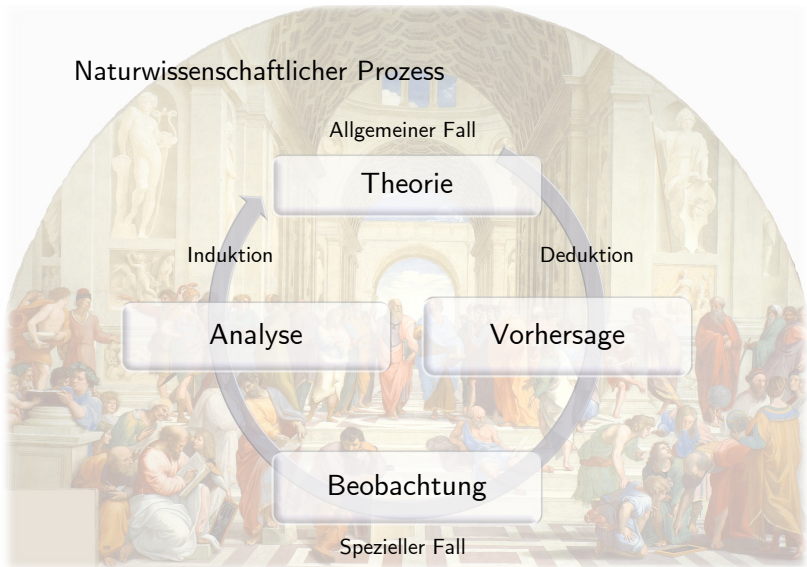 Naturwissenschaftlicher Prozess
Allgemeiner Fall
Theorie
Induktion
Deduktion
Analyse
Vorhersage
Beobachtung
Spezieller Fall